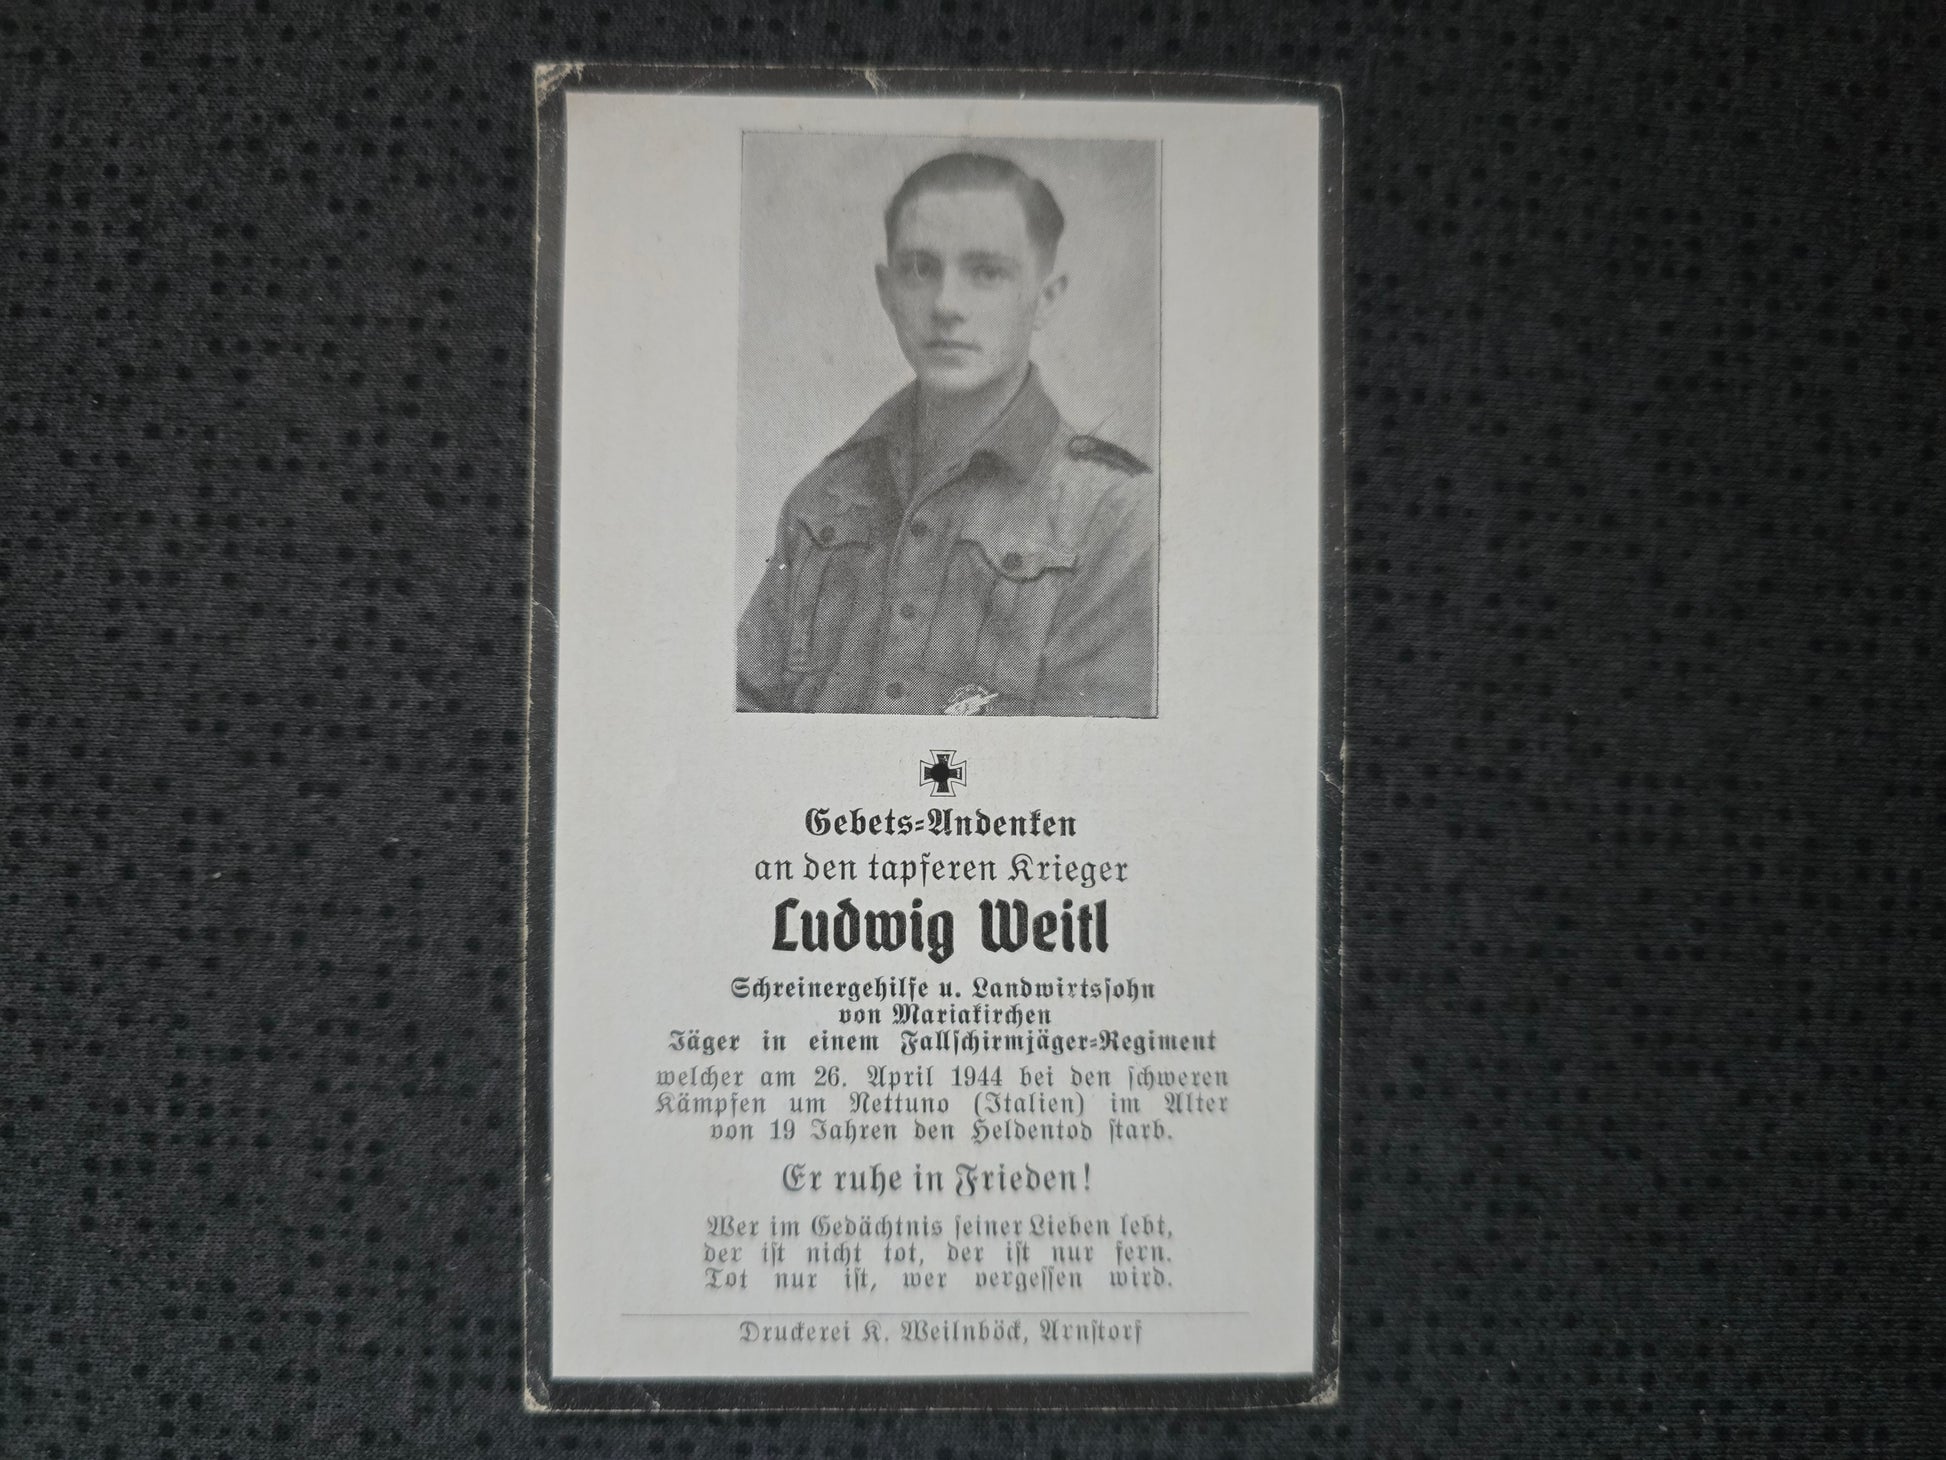 Gebets-Andenken
an den tapferen Krieger
Ludwig Weitl
Schreinergehilfe u. Landwirtssohn
von Mariakirchen
Jäger in einem Fallschirmjäger-Regiment
welcher am 26. April 1944 bei den schweren
Kämpfen um Nettuno (Italien) im Alter
von 19 Jahren den Heldentod starb.
Er ruhe in Frieden!
Wer im Gedächtnis seiner Lieben lebt,
der ist nicht tot, der ist nur fern.
Tot nur ist, wer vergessen wird.
Druckerei K. Weilnböck, Arnstorf